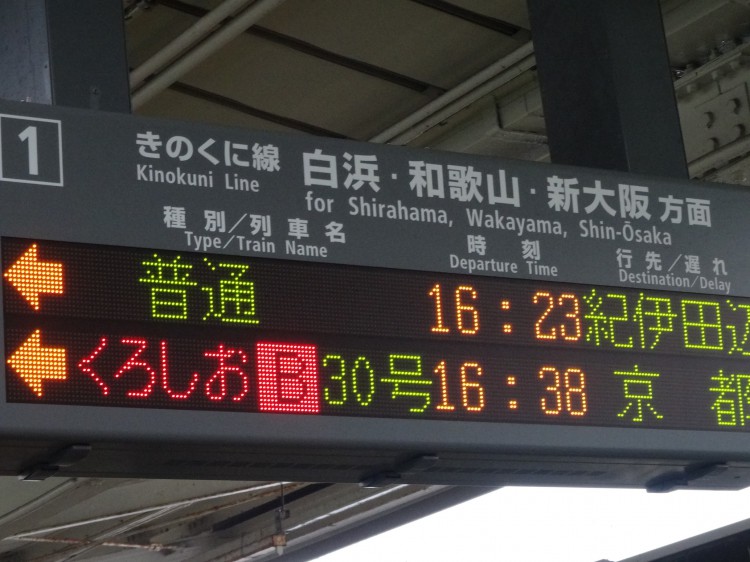 1
きのくに線 白浜・和歌山・新大阪 方面
Kinokuni Line for Shirahama, Wakayama, Shin-Ōsaka
種別/列車名 時刻 行先/遅れ
Type/Train Name Departure Time Destination/Delay
普通 16:23 紀伊田辺
くろしお B 30号 16:38 京都